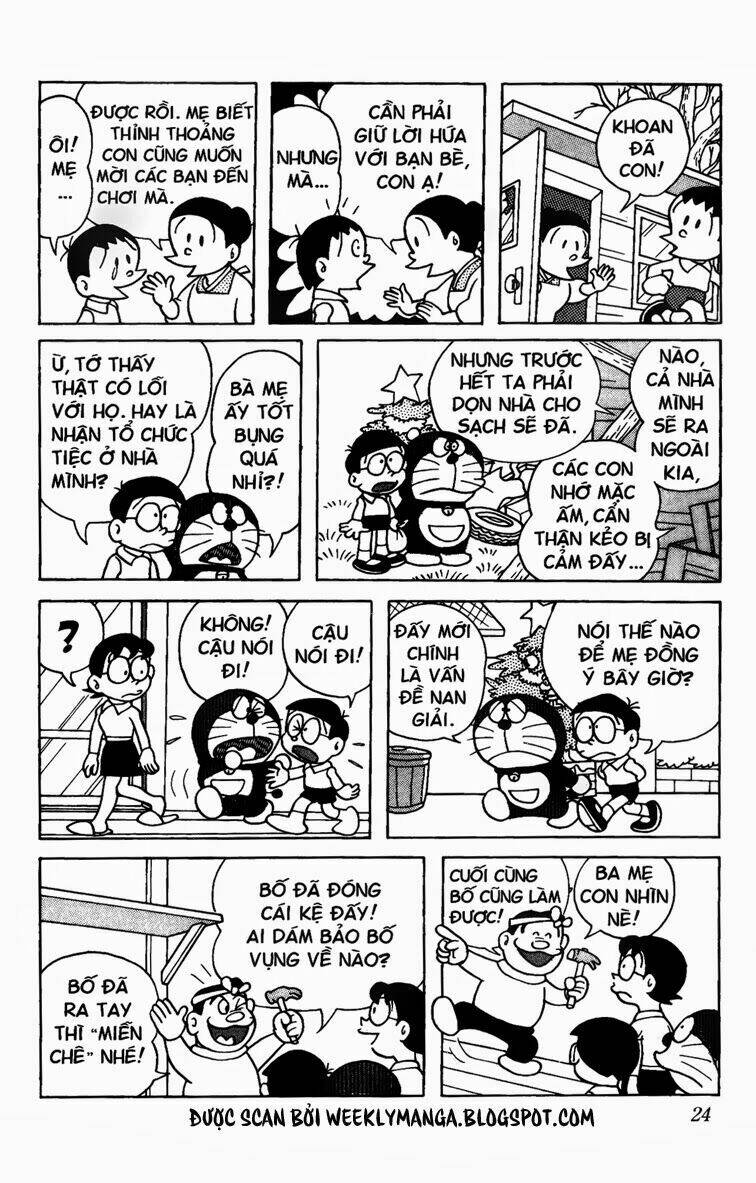 ÔI!
MẸ
...
ĐƯỢC RỒI. MẸ BIẾT
THỈNH THOẢNG
CON CŨNG MUỐN
MỜI CÁC BẠN ĐẾN
CHƠI MÀ.
NHƯNG
MÀ...
CẦN PHẢI
GIỮ LỜI HỨA
VỚI BẠN BÈ,
CON Ạ!
KHOAN
ĐÃ
CON!
Ừ, TỚ THẤY
THẬT CÓ LỖI
VỚI HỌ. HAY LÀ
NHẬN TỔ CHỨC
TIỆC Ở NHÀ
MÌNH?
BÀ MẸ
ẤY TỐT
BỤNG
QUÁ
NHỈ?!
NHƯNG TRƯỚC
HẾT TA PHẢI
DỌN NHÀ CHO
SẠCH SẼ ĐÃ.
NÀO,
CẢ NHÀ
MÌNH
SẼ RA
NGOÀI
KIA,
CÁC CON
NHỚ MẶC
ẤM, CẨN
THẬN KẺO BỊ
CẢM ĐẤY...
?
KHÔNG!
CẬU NÓI
ĐI!
CẬU
NÓI ĐI!
ĐẤY MỚI
CHÍNH
LÀ VẤN
ĐỀ NAN
GIẢI.
NÓI THẾ NÀO
ĐỂ MẸ ĐỒNG
Ý BÂY GIỜ?
BỐ ĐÃ
RA TAY
THÌ "MIẾN
CHÊ" NHÉ!
BỐ ĐÃ ĐÓNG
CÁI KỆ ĐẤY!
AI DÁM BẢO BỐ
VỤNG VỀ NÀO?
CUỐI CÙNG
BỐ CŨNG LÀM
ĐƯỢC!
BA MẸ
CON NHÌN
NÈ!
ĐƯỢC SCAN BỞI WEEKLYMANGA.BLOGSPOT.COM
24